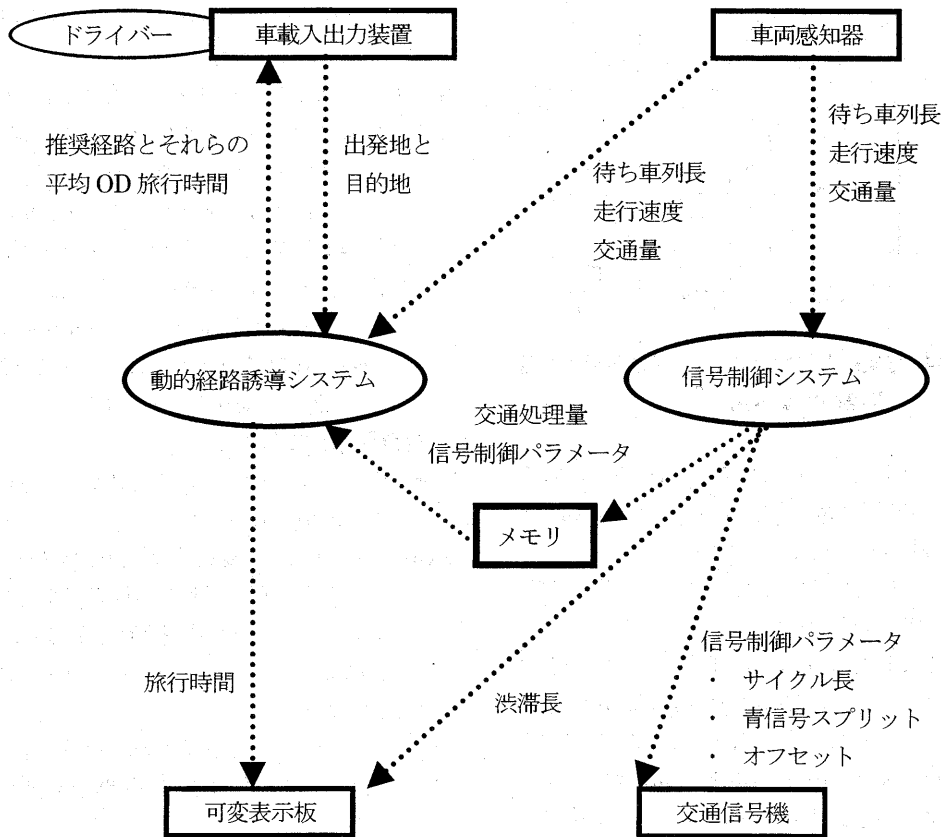 ドライバー
車載入出力装置
車両感知器
推奨経路とそれらの
平均 OD 旅行時間
出発地と
目的地
待ち車列長
走行速度
交通量
待ち車列長
走行速度
交通量
動的経路誘導システム
信号制御システム
交通処理量
信号制御パラメータ
メモリ
旅行時間
渋滞長
信号制御パラメータ
・ サイクル長
・ 青信号スプリット
・ オフセット
可変表示板
交通信号機